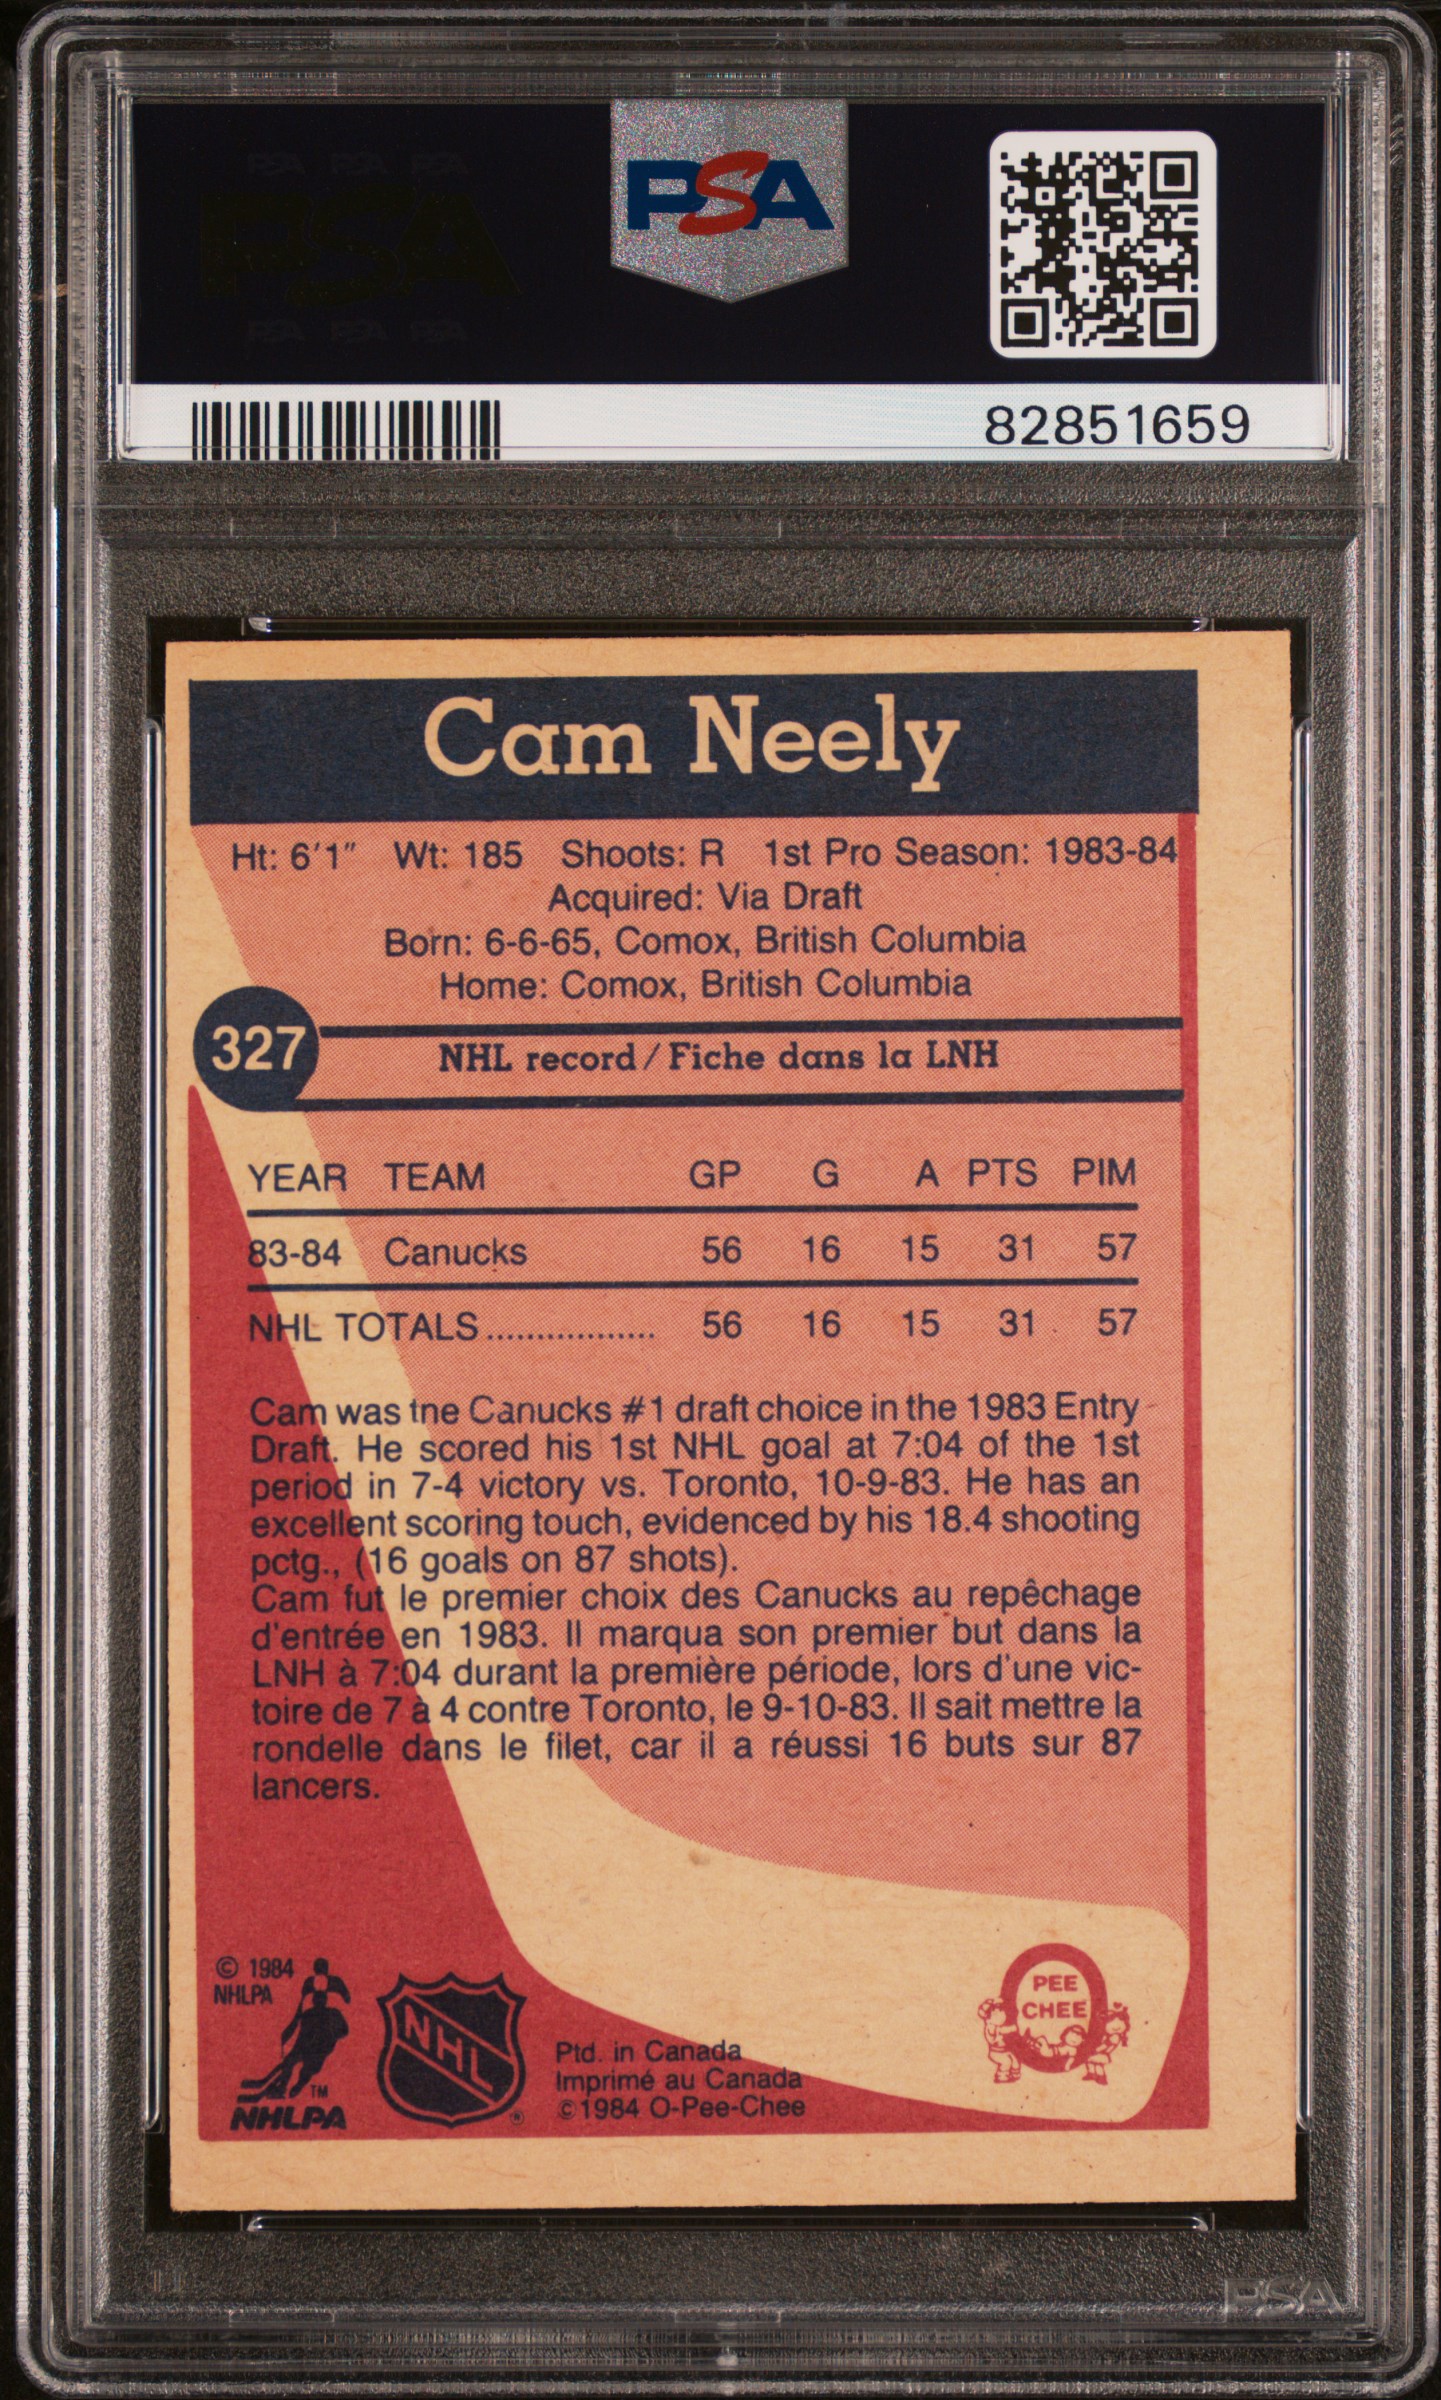 PSA
82851659
Cam Neely
Ht: 6'1" Wt: 185 Shoots: R 1st Pro Season: 1983-84
Acquired: Via Draft
Born: 6-6-65, Comox, British Columbia
Home: Comox, British Columbia
327
NHL record / Fiche dans la LNH
YEAR TEAM GP G A PTS PIM
83-84 Canucks 56 16 15 31 57
NHL TOTALS................. 56 16 15 31 57
Cam was the Canucks #1 draft choice in the 1983 Entry
Draft. He scored his 1st NHL goal at 7:04 of the 1st
period in 7-4 victory vs. Toronto, 10-9-83. He has an
excellent scoring touch, evidenced by his 18.4 shooting
pctg., (16 goals on 87 shots).
Cam fut le premier choix des Canucks au repêchage
d'entrée en 1983. Il marqua son premier but dans la
LNH à 7:04 durant la première période, lors d'une vic-
toire de 7 à 4 contre Toronto, le 9-10-83. Il sait mettre la
rondelle dans le filet, car il a réussi 16 buts sur 87
lancers.
© 1984
NHLPA
TM
NHLPA
NHL
®
Ptd. in Canada
Imprimé au Canada
©1984 O-Pee-Chee
PEE
CHEE
PSA